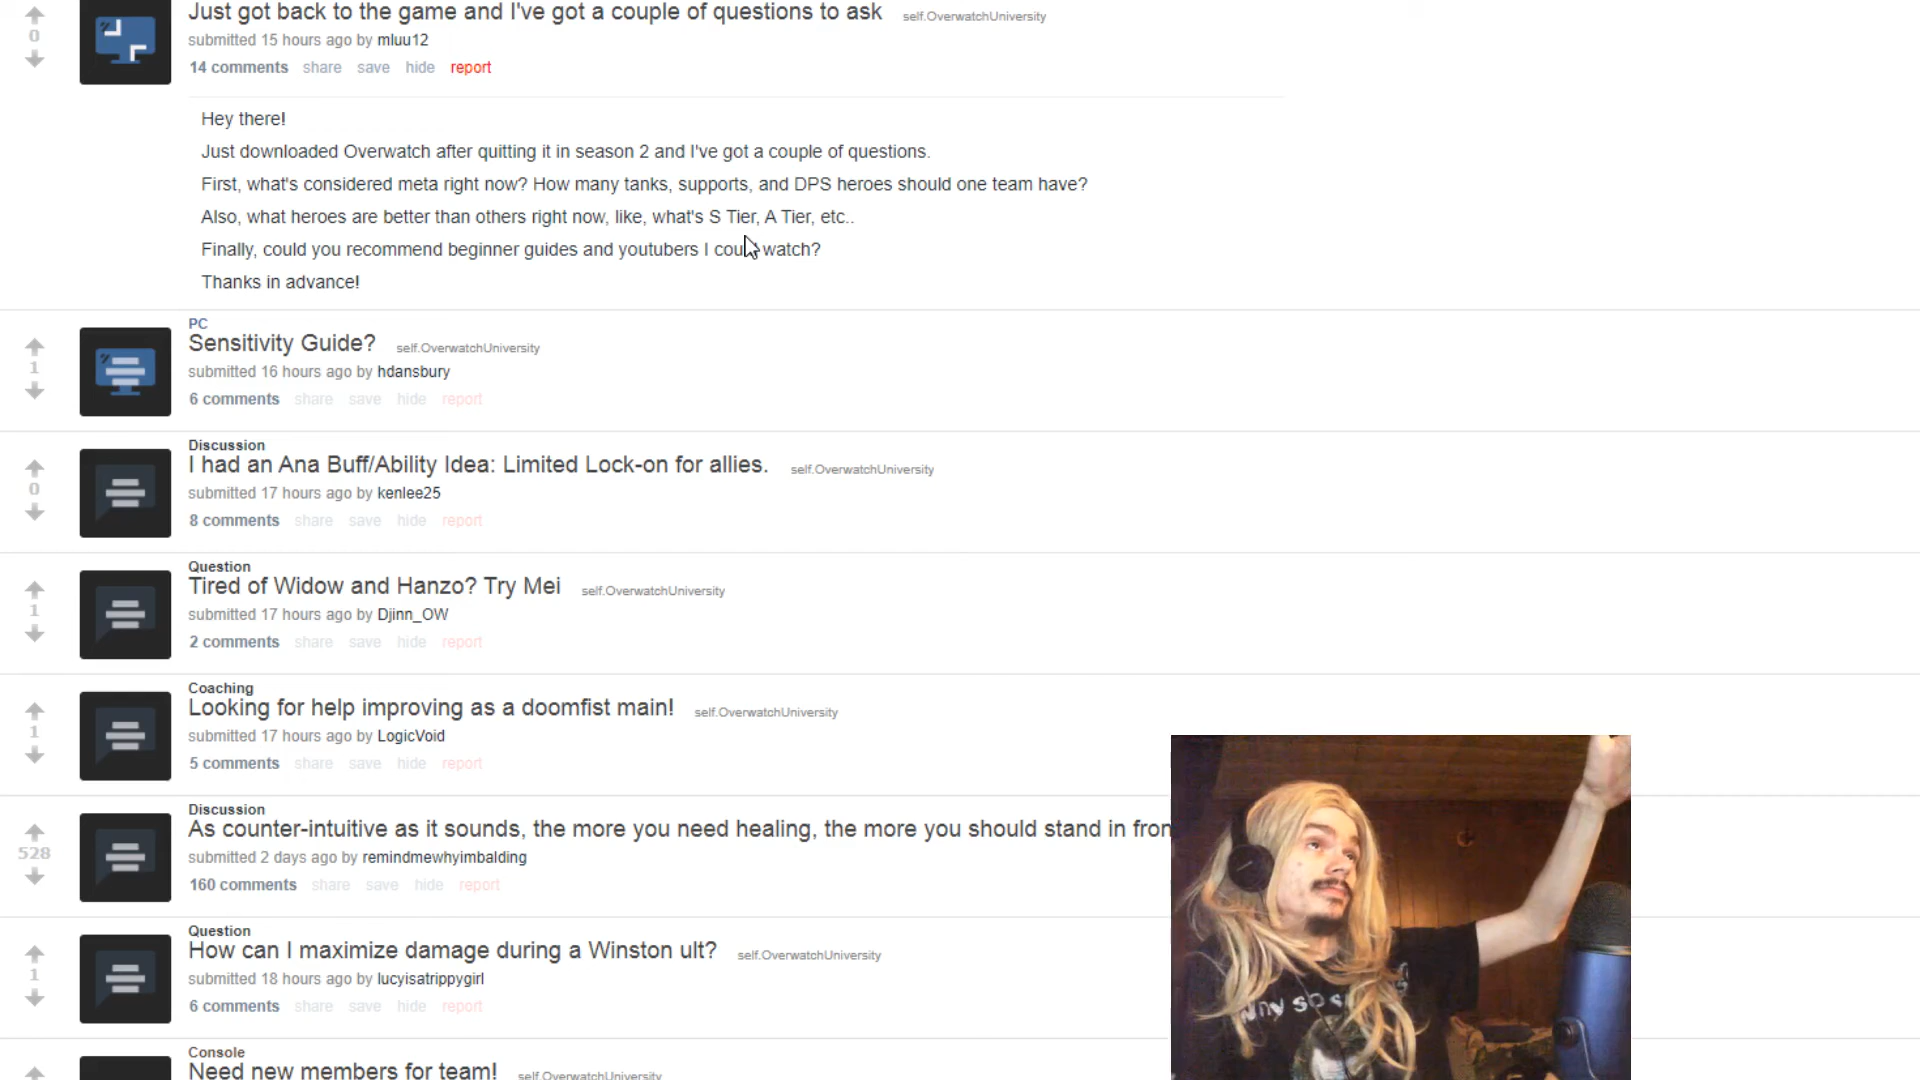 Just got back to the game and I've got a couple of questions to ask self.OverwatchUniversity
0
submitted 15 hours ago by mluu12
14 comments share save hide report
Hey there!
Just downloaded Overwatch after quitting it in season 2 and I've got a couple of questions.
First, what's considered meta right now? How many tanks, supports, and DPS heroes should one team have?
Also, what heroes are better than others right now, like, what's S Tier, A Tier, etc..
Finally, could you recommend beginner guides and youtubers I could watch?
Thanks in advance!
PC
Sensitivity Guide? self.OverwatchUniversity
1
submitted 16 hours ago by hdansbury
6 comments share save hide report
Discussion
I had an Ana Buff/Ability Idea: Limited Lock-on for allies. self.OverwatchUniversity
0
submitted 17 hours ago by kenlee25
8 comments share save hide report
Question
Tired of Widow and Hanzo? Try Mei self.OverwatchUniversity
1
submitted 17 hours ago by Djinn_OW
2 comments share save hide report
Coaching
Looking for help improving as a doomfist main! self.OverwatchUniversity
1
submitted 17 hours ago by LogicVoid
5 comments share save hide report
Discussion
As counter-intuitive as it sounds, the more you need healing, the more you should stand in fron
528
submitted 2 days ago by remindmewhyimbalding
160 comments share save hide report
Question
How can I maximize damage during a Winston ult? self.OverwatchUniversity
1
submitted 18 hours ago by lucyisatrippygirl
6 comments share save hide report
Console
Need new members for team! self.OverwatchUniversity